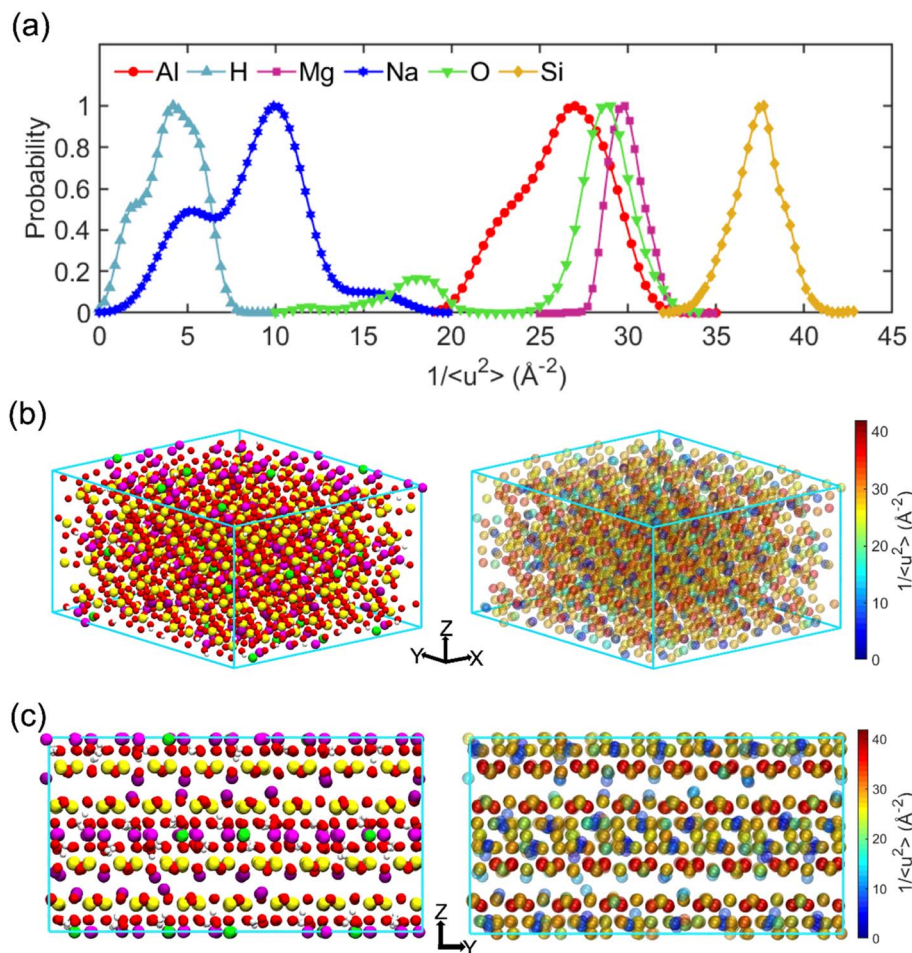 (a)
Al H Mg Na O Si
1
0.8
0.6
0.4
0.2
0
Probability
0 5 10 15 20 25 30 35 40 45
1/<u²> (Å⁻²)
(b)
Z
Y X
40
30
20
10
0
1/<u²> (Å⁻²)
(c)
Z
Y
40
30
20
10
0
1/<u²> (Å⁻²)